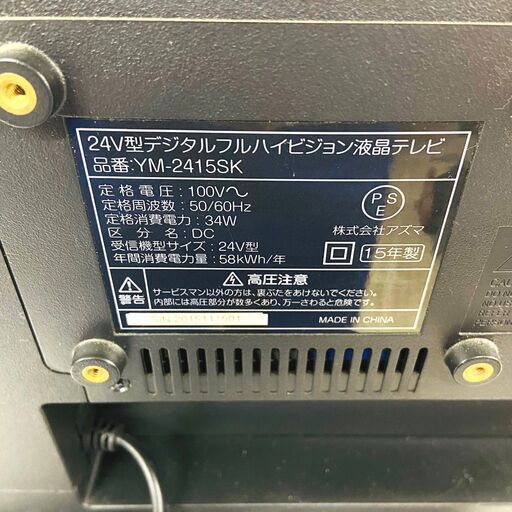 24V型デジタルフルハイビジョン液晶テレビ
品番:YM-2415SK
定格電圧:100V～
定格周波数:50/60Hz
定格消費電力:34W
区分名:DC
受信機型サイズ:24V型
年間消費電力量:58kWh/年
PSE
株式会社アズマ
15年製
警告
高圧注意
サービスマン以外の方は、裏ぶたをあけないでください。
内部には高圧部分が数多くあり、万一さわると危険です。
MADE IN CHINA
DO NO